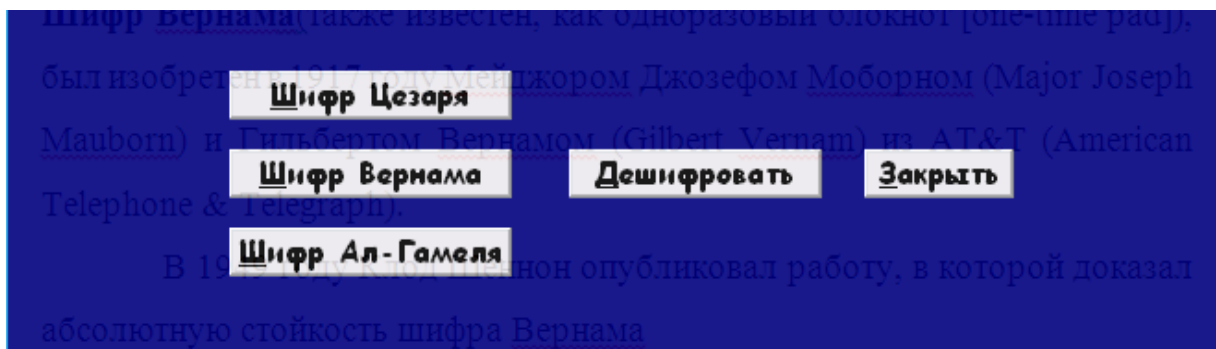 Шифр Вернама(также известен, как одноразовый блокнот [one-time pad]),
был изобретен в 1917 году Мейджором Джозефом Моборном (Major Joseph
Шифр Цезаря
Mauborn) и Гильбертом Вернамом (Gilbert Vernam) из AT&T (American
Шифр Вернама Дешифровать Закрыть
Telephone & Telegraph).
Шифр Ал-Гамеля
В 19 году Клод Шеннон опубликовал работу, в которой доказал
абсолютную стойкость шифра Вернама